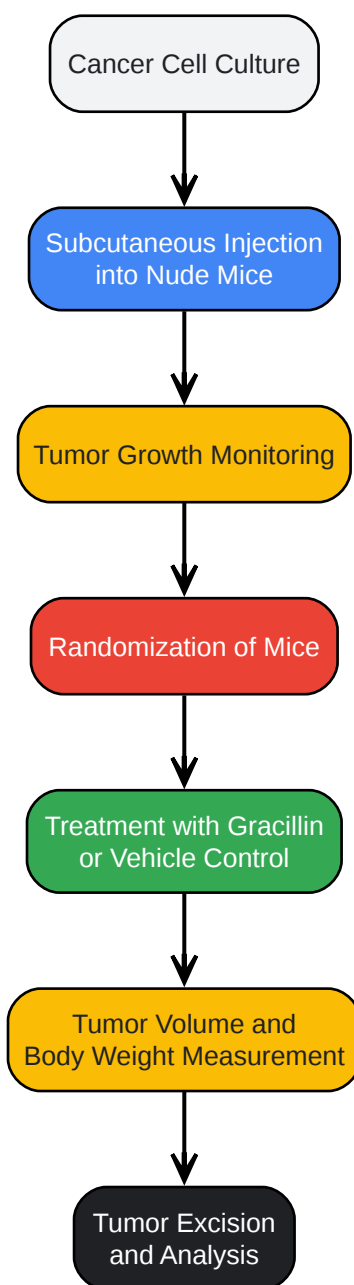 Cancer Cell Culture
Subcutaneous Injection
into Nude Mice
Tumor Growth Monitoring
Randomization of Mice
Treatment with Gracillin
or Vehicle Control
Tumor Volume and
Body Weight Measurement
Tumor Excision
and Analysis